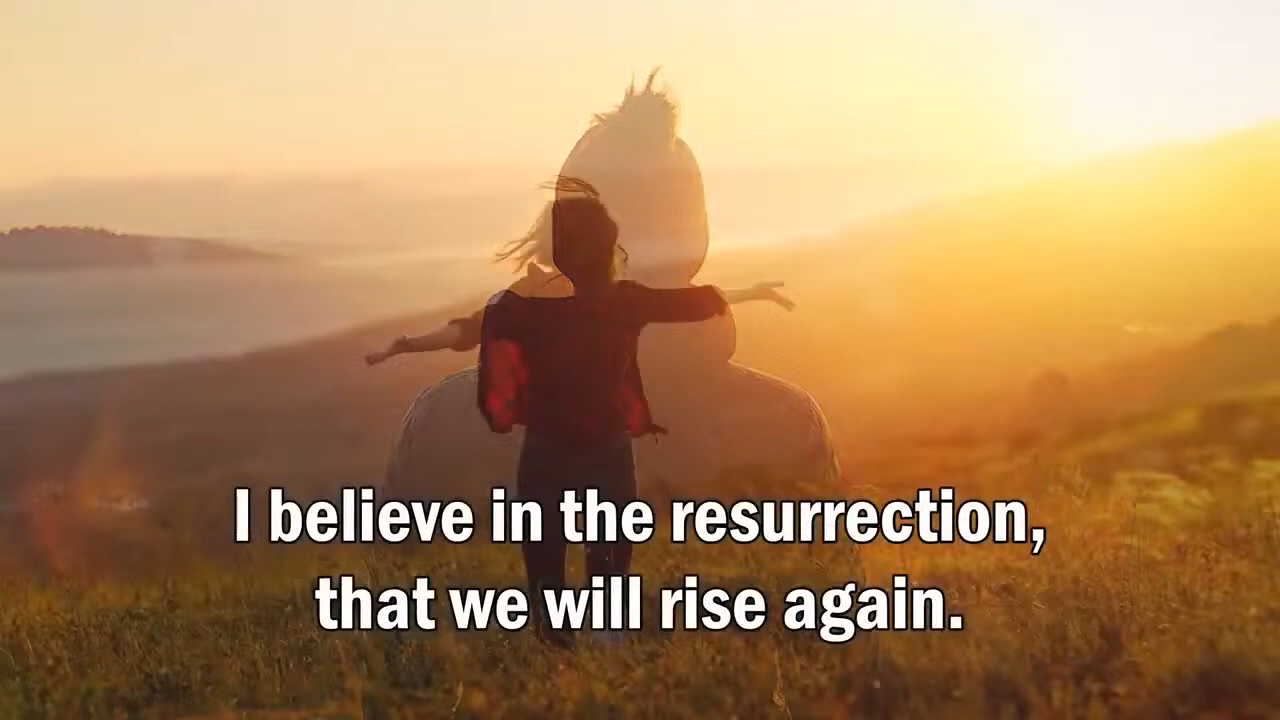 I believe in the resurrection,
that we will rise again.